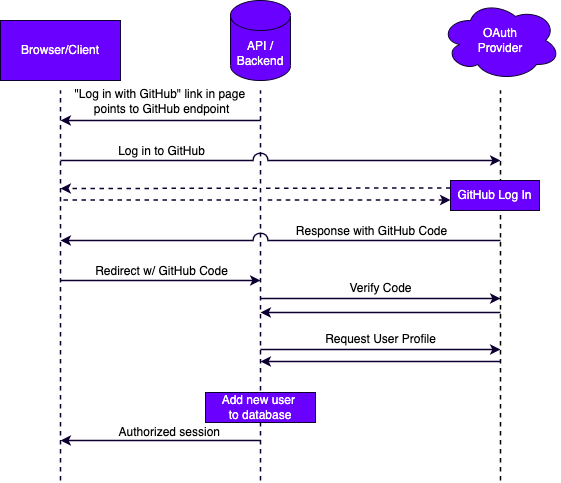 Browser/Client
API /
Backend
OAuth
Provider
"Log in with GitHub" link in page
points to GitHub endpoint
Log in to GitHub
GitHub Log In
Response with GitHub Code
Redirect w/ GitHub Code
Verify Code
Request User Profile
Add new user
to database
Authorized session